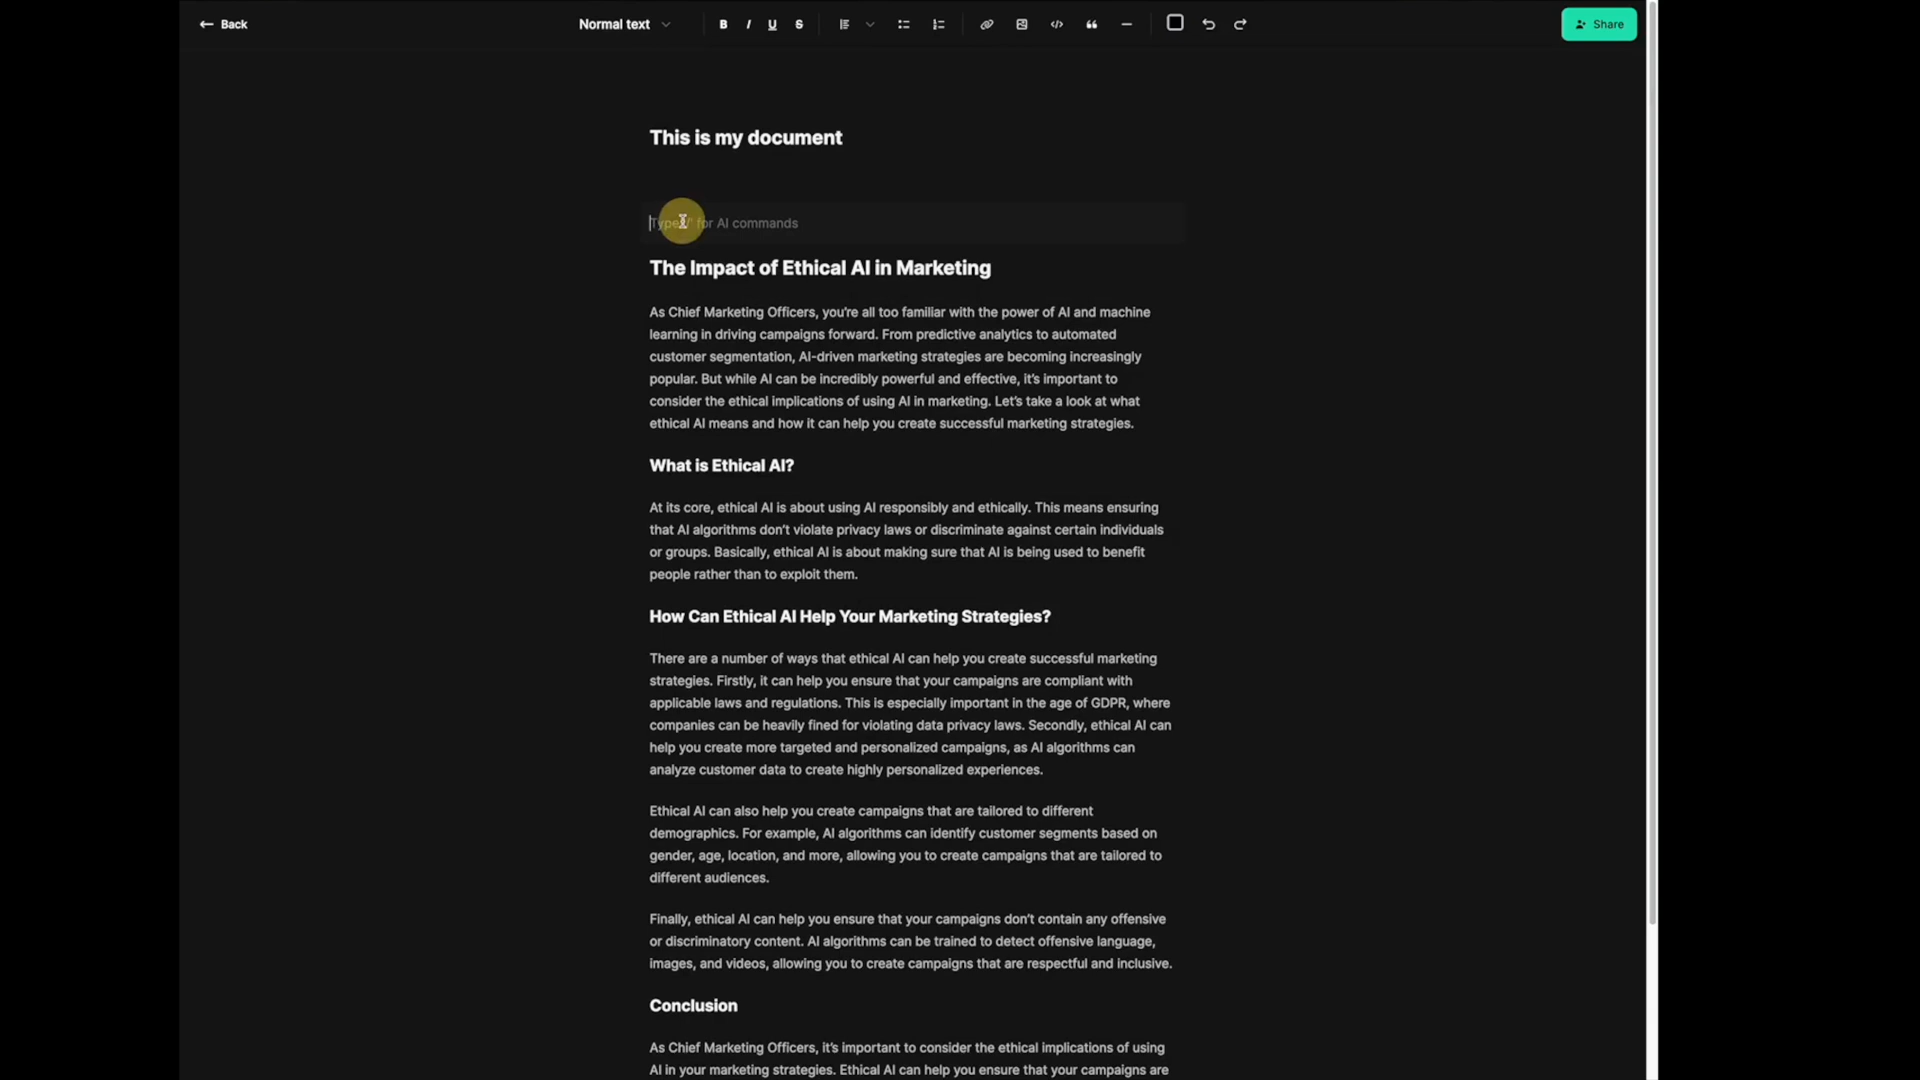 Back
Normal text
B I U S
Share
This is my document
Type "/" for AI commands
The Impact of Ethical AI in Marketing
As Chief Marketing Officers, you're all too familiar with the power of AI and machine
learning in driving campaigns forward. From predictive analytics to automated
customer segmentation, AI-driven marketing strategies are becoming increasingly
popular. But while AI can be incredibly powerful and effective, it's important to
consider the ethical implications of using AI in marketing. Let's take a look at what
ethical AI means and how it can help you create successful marketing strategies.
What is Ethical AI?
At its core, ethical AI is about using AI responsibly and ethically. This means ensuring
that AI algorithms don't violate privacy laws or discriminate against certain individuals
or groups. Basically, ethical AI is about making sure that AI is being used to benefit
people rather than to exploit them.
How Can Ethical AI Help Your Marketing Strategies?
There are a number of ways that ethical AI can help you create successful marketing
strategies. Firstly, it can help you ensure that your campaigns are compliant with
applicable laws and regulations. This is especially important in the age of GDPR, where
companies can be heavily fined for violating data privacy laws. Secondly, ethical AI can
help you create more targeted and personalized campaigns, as AI algorithms can
analyze customer data to create highly personalized experiences.
Ethical AI can also help you create campaigns that are tailored to different
demographics. For example, AI algorithms can identify customer segments based on
gender, age, location, and more, allowing you to create campaigns that are tailored to
different audiences.
Finally, ethical AI can help you ensure that your campaigns don't contain any offensive
or discriminatory content. AI algorithms can be trained to detect offensive language,
images, and videos, allowing you to create campaigns that are respectful and inclusive.
Conclusion
As Chief Marketing Officers, it's important to consider the ethical implications of using
AI in your marketing strategies. Ethical AI can help you ensure that your campaigns are